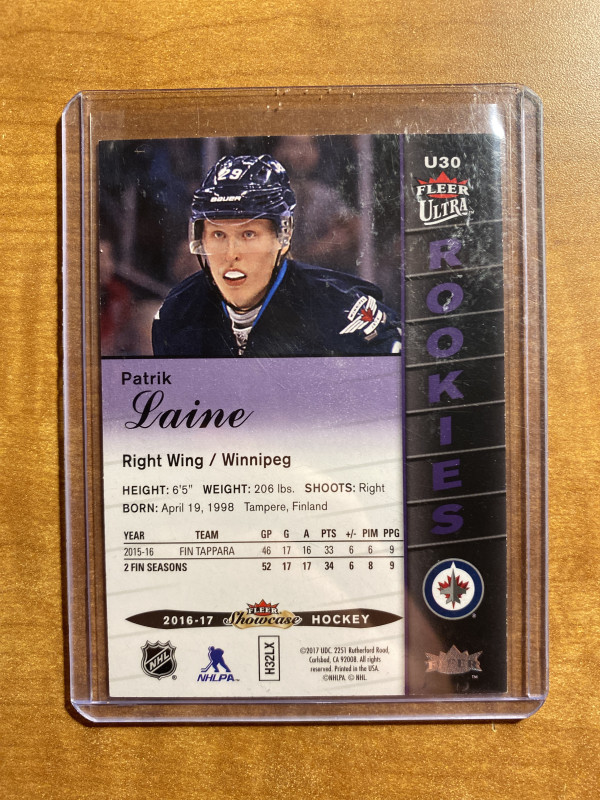 U30
FLEER
ULTRA
ROOKIES
29
BAUER
Patrik
Laine
Right Wing / Winnipeg
HEIGHT: 6'5" WEIGHT: 206 lbs. SHOOTS: Right
BORN: April 19, 1998 Tampere, Finland
YEAR TEAM GP G A PTS +/- PIM PPG
2015-16 FIN TAPPARA 46 17 16 33 6 6 9
2 FIN SEASONS 52 17 17 34 6 8 9
2016-17 FLEER Showcase HOCKEY
NHL
NHLPA™
H32LX
©2017 UDC. 2251 Rutherford Road,
Carlsbad, CA 92008. All rights
reserved. Printed in the USA.
©NHLPA © NHL
FLEER™